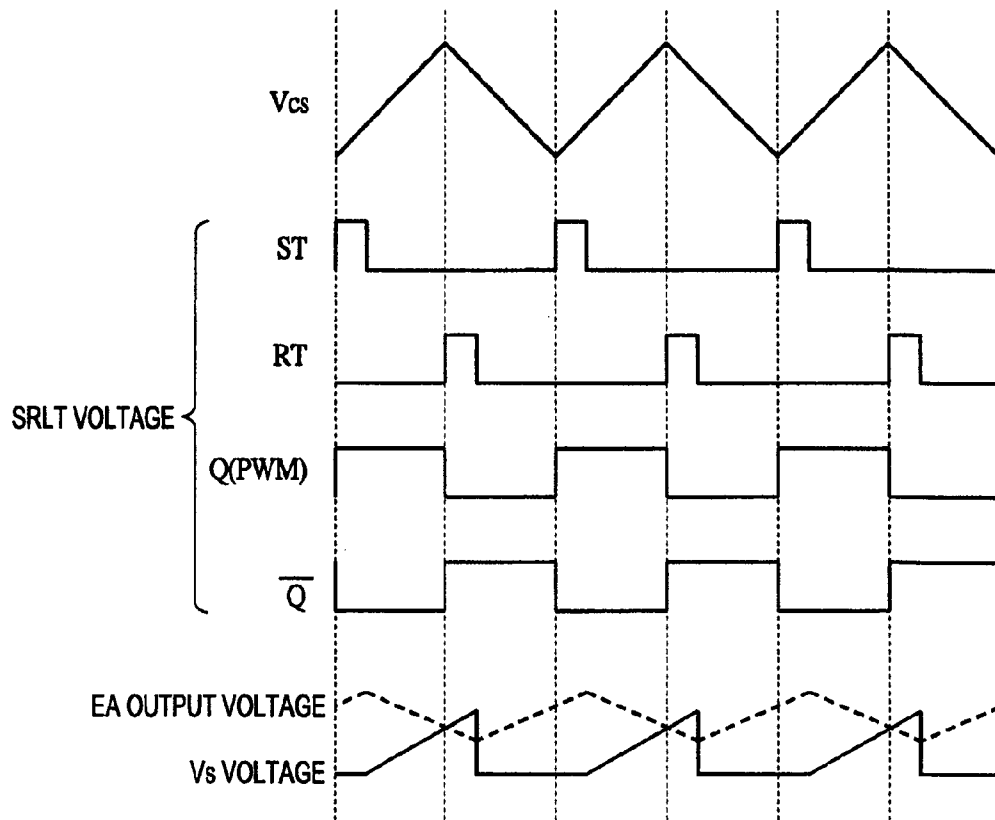 Vcs
ST
RT
SRLT VOLTAGE
Q(PWM)
Q̅
EA OUTPUT VOLTAGE
Vs VOLTAGE